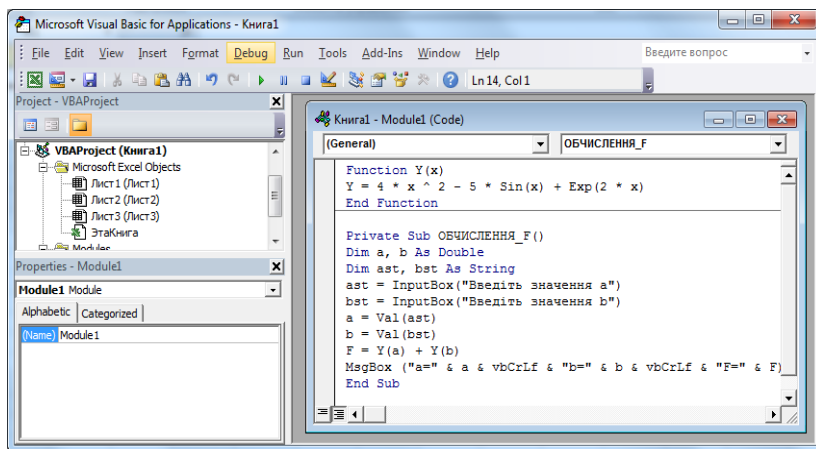 Microsoft Visual Basic for Applications - Книга1
File Edit View Insert Format Debug Run Tools Add-Ins Window Help Введите вопрос
Ln 14, Col 1
Project - VBAProject
VBAProject (Книга1)
Microsoft Excel Objects
Лист1 (Лист1)
Лист2 (Лист2)
Лист3 (Лист3)
ЭтаКнига
Modules
Properties - Module1
Module1 Module
Alphabetic Categorized
(Name) Module1
Книга1 - Module1 (Code)
(General) ОБЧИСЛЕННЯ_F
Function Y(x)
Y = 4 * x ^ 2 - 5 * Sin(x) + Exp(2 * x)
End Function
Private Sub ОБЧИСЛЕННЯ_F()
Dim a, b As Double
Dim ast, bst As String
ast = InputBox("Введіть значення a")
bst = InputBox("Введіть значення b")
a = Val(ast)
b = Val(bst)
F = Y(a) + Y(b)
MsgBox ("a=" & a & vbCrLf & "b=" & b & vbCrLf & "F=" & F)
End Sub